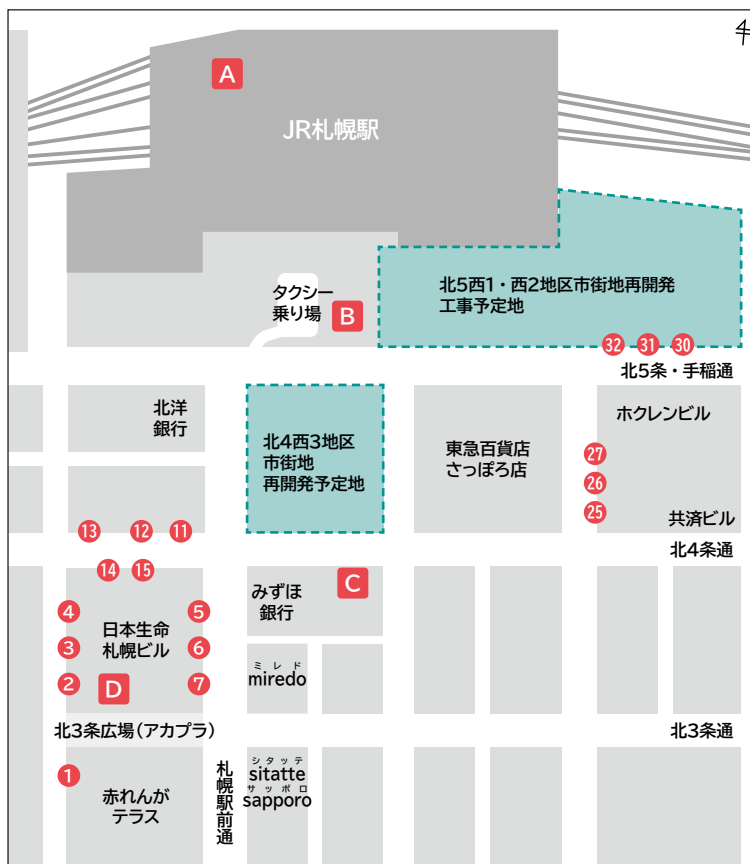 A
JR札幌駅
タクシー
乗り場
B
北5西1・西2地区市街地再開発
工事予定地
32 31 30
北5条・手稲通
北洋
銀行
北4西3地区
市街地
再開発予定地
東急百貨店
さっぽろ店
ホクレンビル
27
26
25
共済ビル
13 12 11
北4条通
14 15
みずほ
銀行
C
4
5
日本生命
札幌ビル
3
6
2
D
7
ミレド
miredo
北3条広場(アカプラ)
北3条通
1
赤れんが
テラス
札幌駅前通
シタッテ
sitatte
サッポロ
sapporo